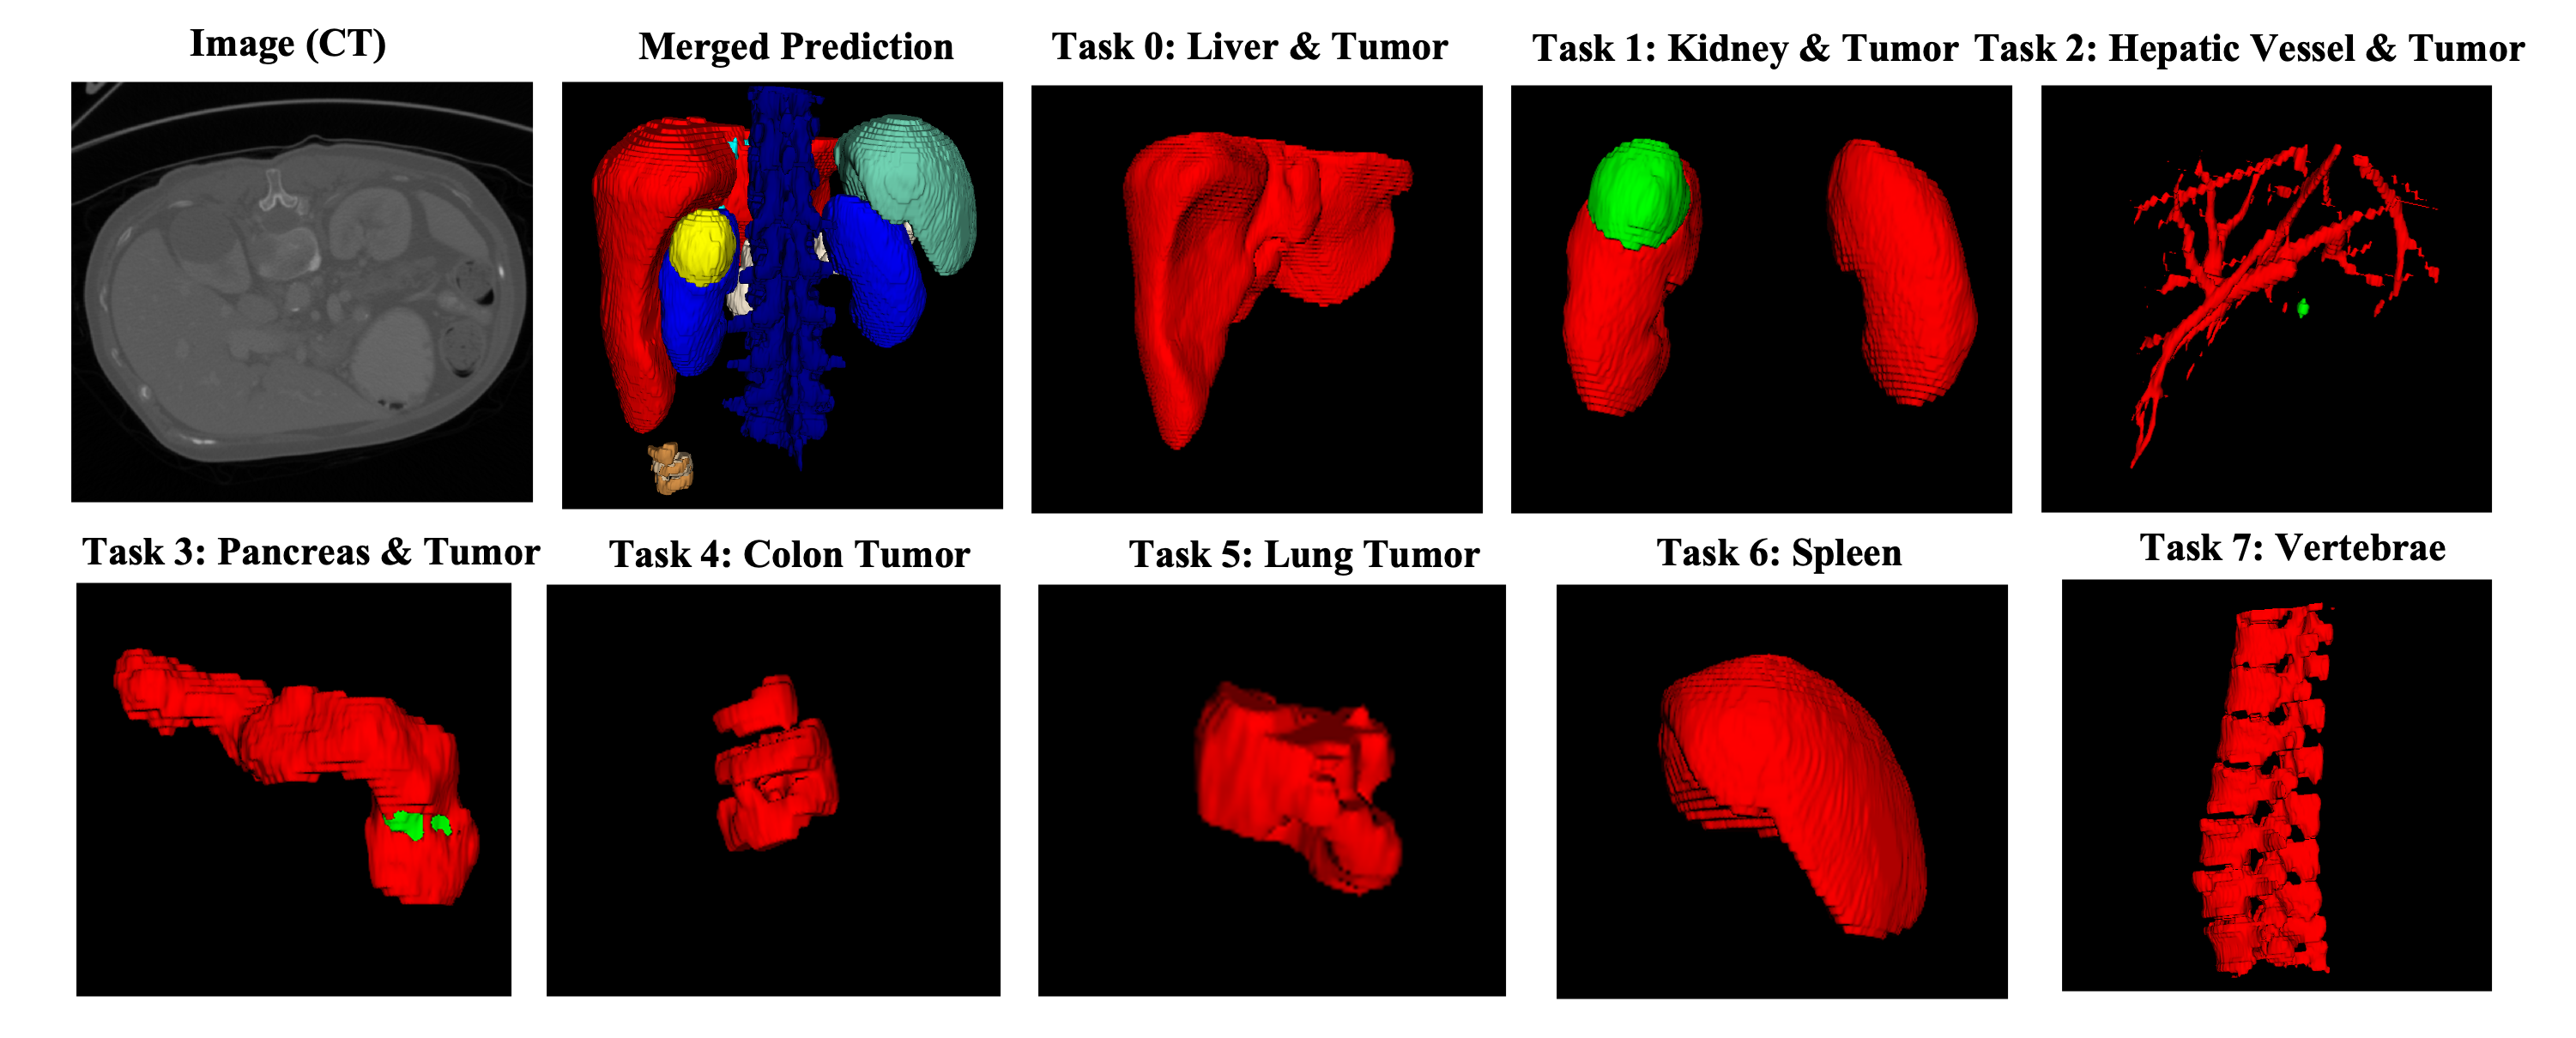 Image (CT)
Merged Prediction
Task 0: Liver & Tumor
Task 1: Kidney & Tumor
Task 2: Hepatic Vessel & Tumor
Task 3: Pancreas & Tumor
Task 4: Colon Tumor
Task 5: Lung Tumor
Task 6: Spleen
Task 7: Vertebrae